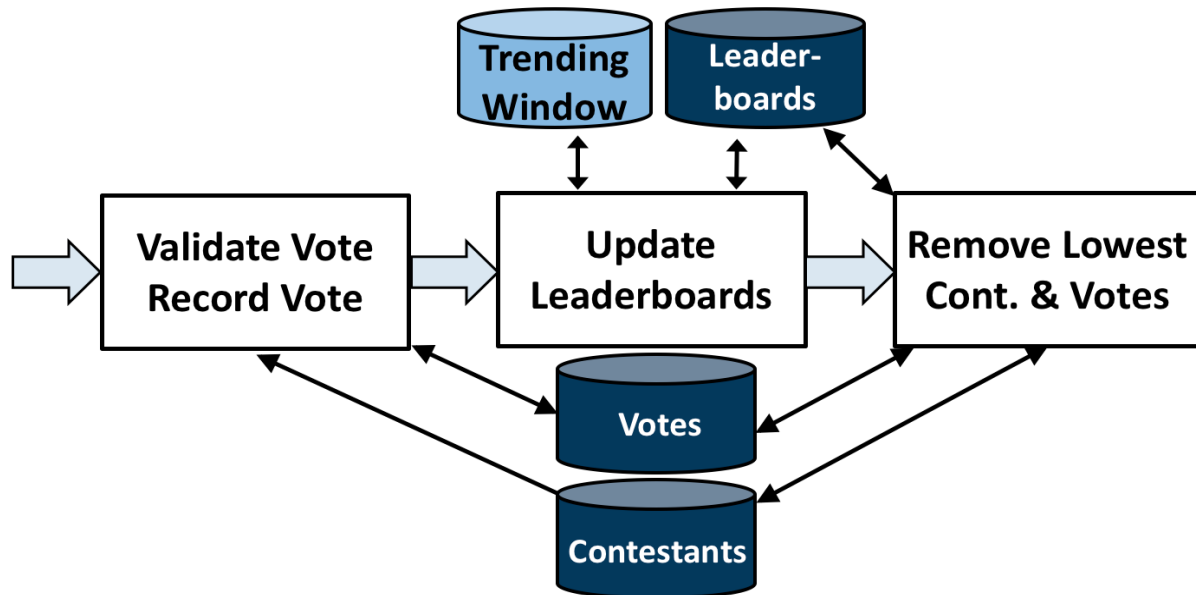 Trending
Window
Leader-
boards
Validate Vote
Record Vote
Update
Leaderboards
Remove Lowest
Cont. & Votes
Votes
Contestants